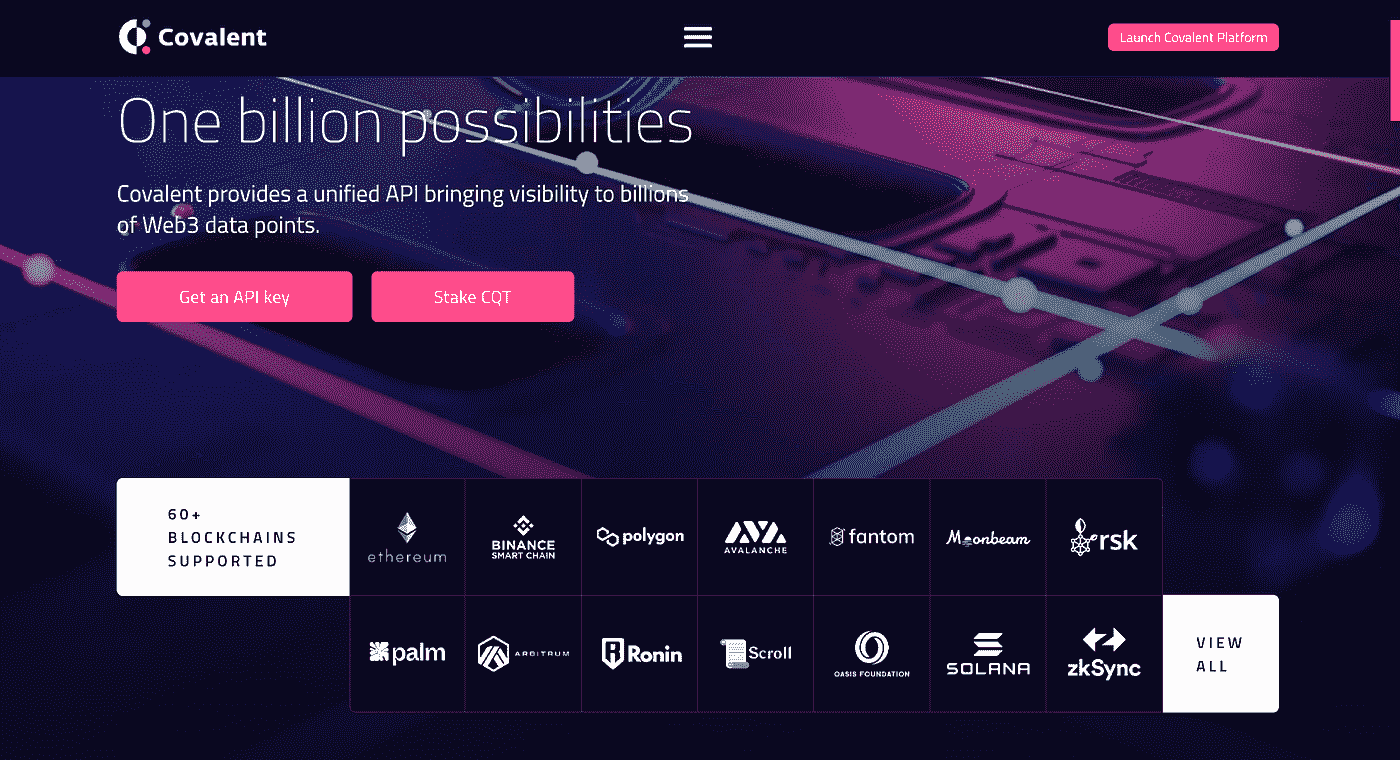 Covalent
Launch Covalent Platform
One billion possibilities
Covalent provides a unified API bringing visibility to billions
of Web3 data points.
Get an API key
Stake CQT
60+
BLOCKCHAINS
SUPPORTED
ethereum
BINANCE
SMART CHAIN
polygon
AVALANCHE
fantom
Moonbeam
rsk
palm
ARBITRUM
Ronin
Scroll
OASIS FOUNDATION
SOLANA
zkSync
VIEW
ALL